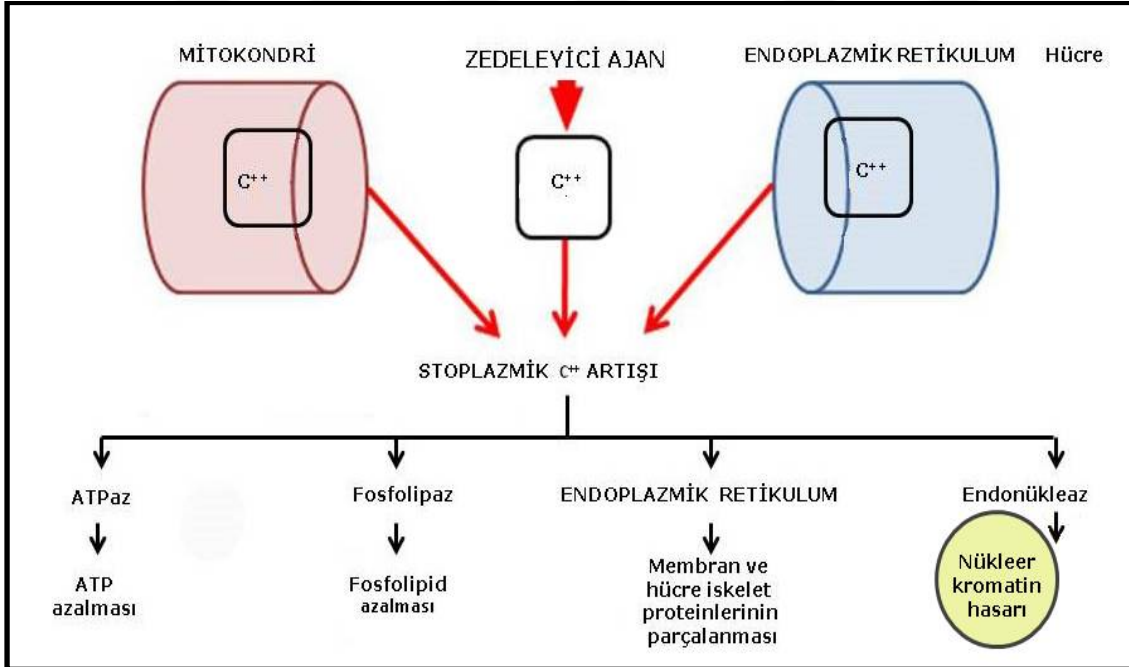 MİTOKONDRİ
ZEDELEYİCİ AJAN
ENDOPLAZMİK RETİKULUM Hücre
C⁺⁺
C⁺⁺
C⁺⁺
STOPLAZMİK C⁺⁺ ARTIŞI
ATPaz
Fosfolipaz
ENDOPLAZMİK RETİKULUM
Endonükleaz
ATP
azalması
Fosfolipid
azalması
Membran ve
hücre iskelet
proteinlerinin
parçalanması
Nükleer
kromatin
hasarı